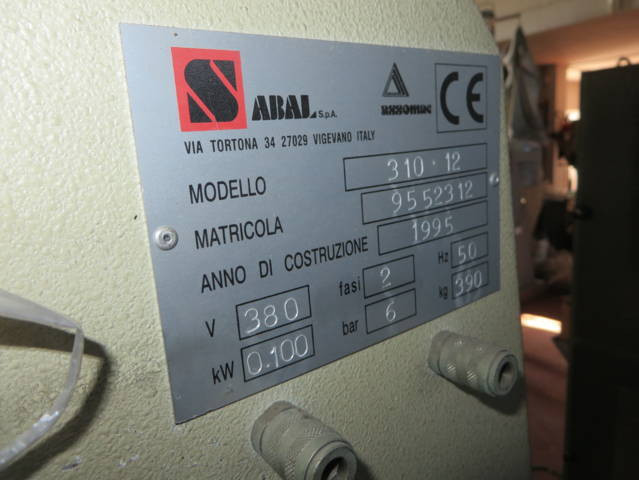 S ABAL S.p.A.
CE
VIA TORTONA 34 27029 VIGEVANO ITALY
MODELLO 310·12
MATRICOLA 9552312
ANNO DI COSTRUZIONE 1995
V 380 fasi 2 Hz 50
kW 0.100 bar 6 kg 390